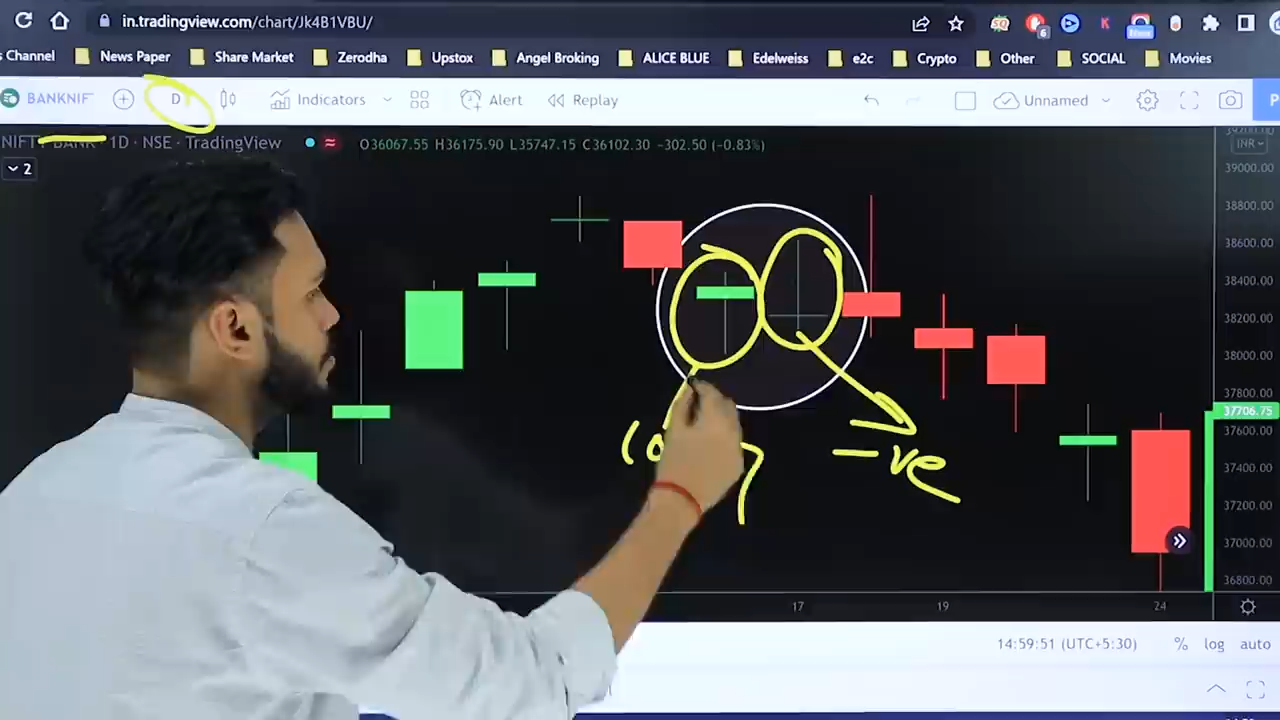 in.tradingview.com/chart/Jk4B1VBU/
6
Channel News Paper Share Market Zerodha Upstox Angel Broking ALICE BLUE Edelweiss e2c Crypto Other SOCIAL Movies
BANKNIF D Indicators Alert Replay Unnamed
BANK · 1D · NSE · TradingView O36067.55 H36175.90 L35747.15 C36102.30 -302.50 (-0.83%)
2
INR
39000.00
38800.00
38600.00
38400.00
38200.00
38000.00
37800.00
37706.75
37600.00
37400.00
37200.00
37000.00
36800.00
-ve
17 19 24
14:59:51 (UTC+5:30) % log auto